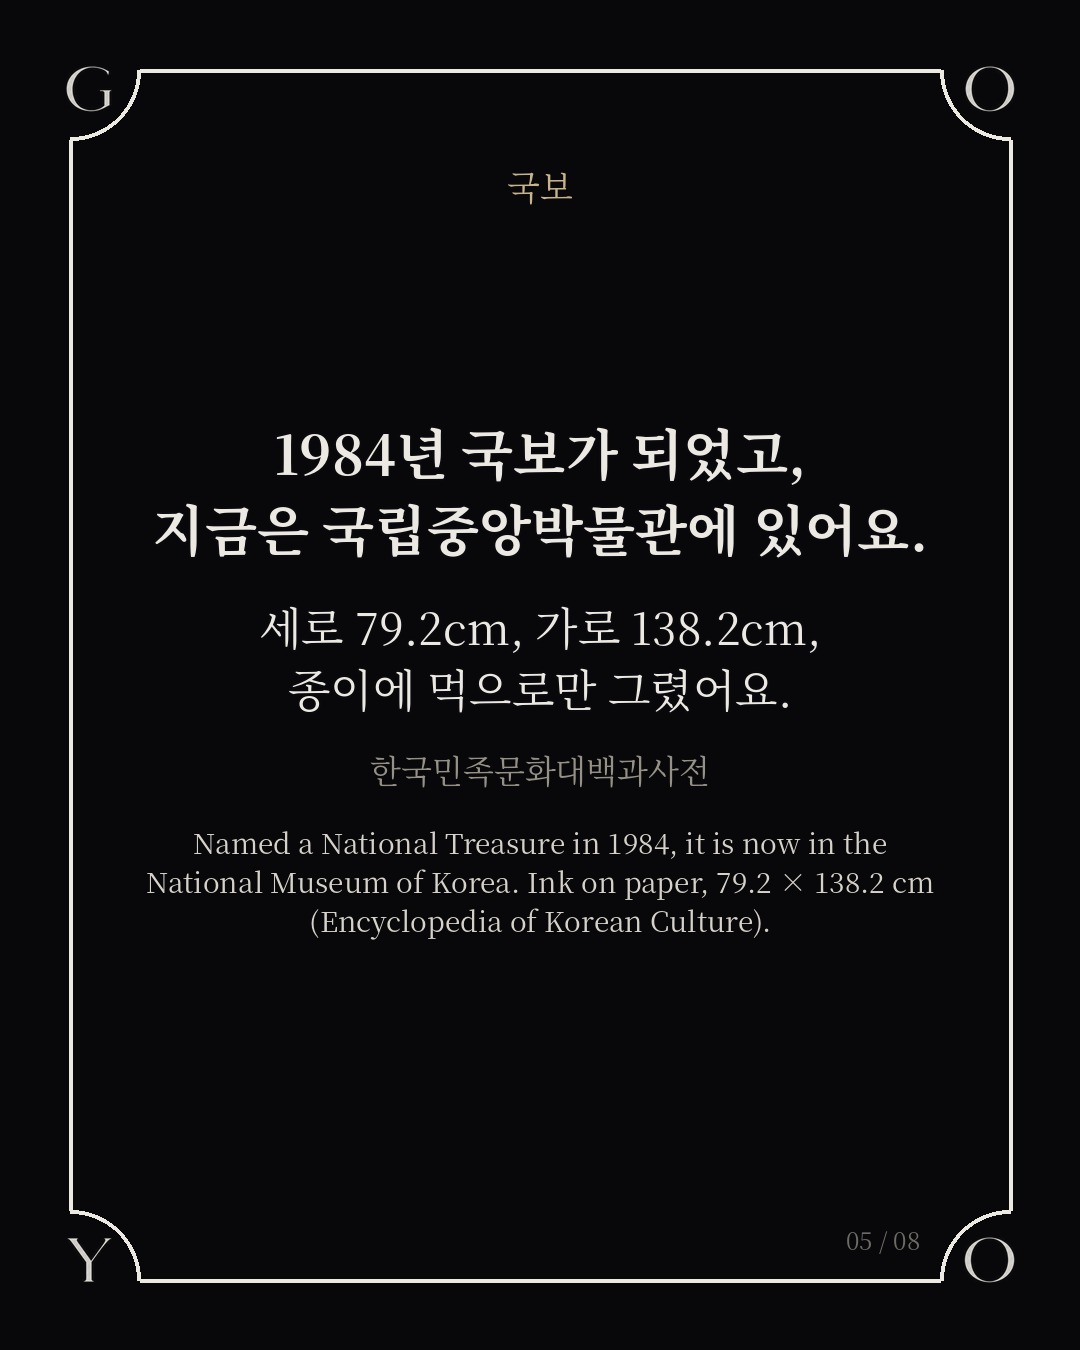 G O
국보
1984년 국보가 되었고,
지금은 국립중앙박물관에 있어요.
세로 79.2cm, 가로 138.2cm,
종이에 먹으로만 그렸어요.
한국민족문화대백과사전
Named a National Treasure in 1984, it is now in the
National Museum of Korea. Ink on paper, 79.2 × 138.2 cm
(Encyclopedia of Korean Culture).
05 / 08
Y O